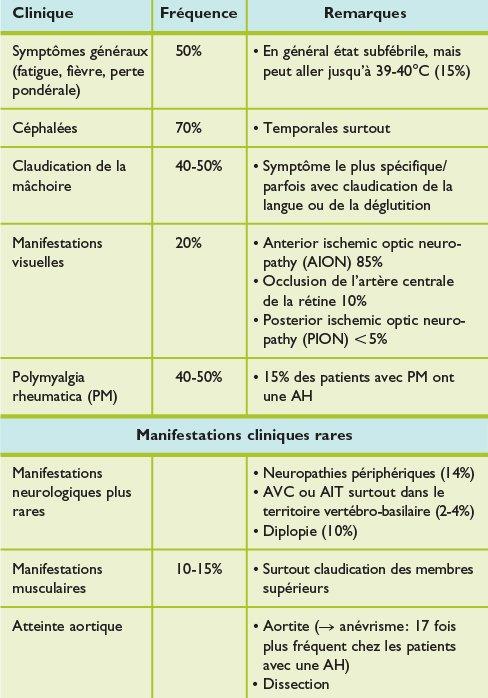 Clinique Fréquence Remarques
Symptômes généraux 50% • En général état subfébrile, mais
(fatigue, fièvre, perte peut aller jusqu'à 39-40°C (15%)
pondérale)
Céphalées 70% • Temporales surtout
Claudication de la 40-50% • Symptôme le plus spécifique/
mâchoire parfois avec claudication de la
langue ou de la déglutition
Manifestations 20% • Anterior ischemic optic neuro-
visuelles pathy (AION) 85%
• Occlusion de l'artère centrale
de la rétine 10%
• Posterior ischemic optic neuro-
pathy (PION) <5%
Polymyalgia 40-50% • 15% des patients avec PM ont
rheumatica (PM) une AH
Manifestations cliniques rares
Manifestations • Neuropathies périphériques (14%)
neurologiques plus • AVC ou AIT surtout dans le
rares territoire vertébro-basilaire (2-4%)
• Diplopie (10%)
Manifestations 10-15% • Surtout claudication des membres
musculaires supérieurs
Atteinte aortique • Aortite (→ anévrisme: 17 fois
plus fréquent chez les patients
avec une AH)
• Dissection